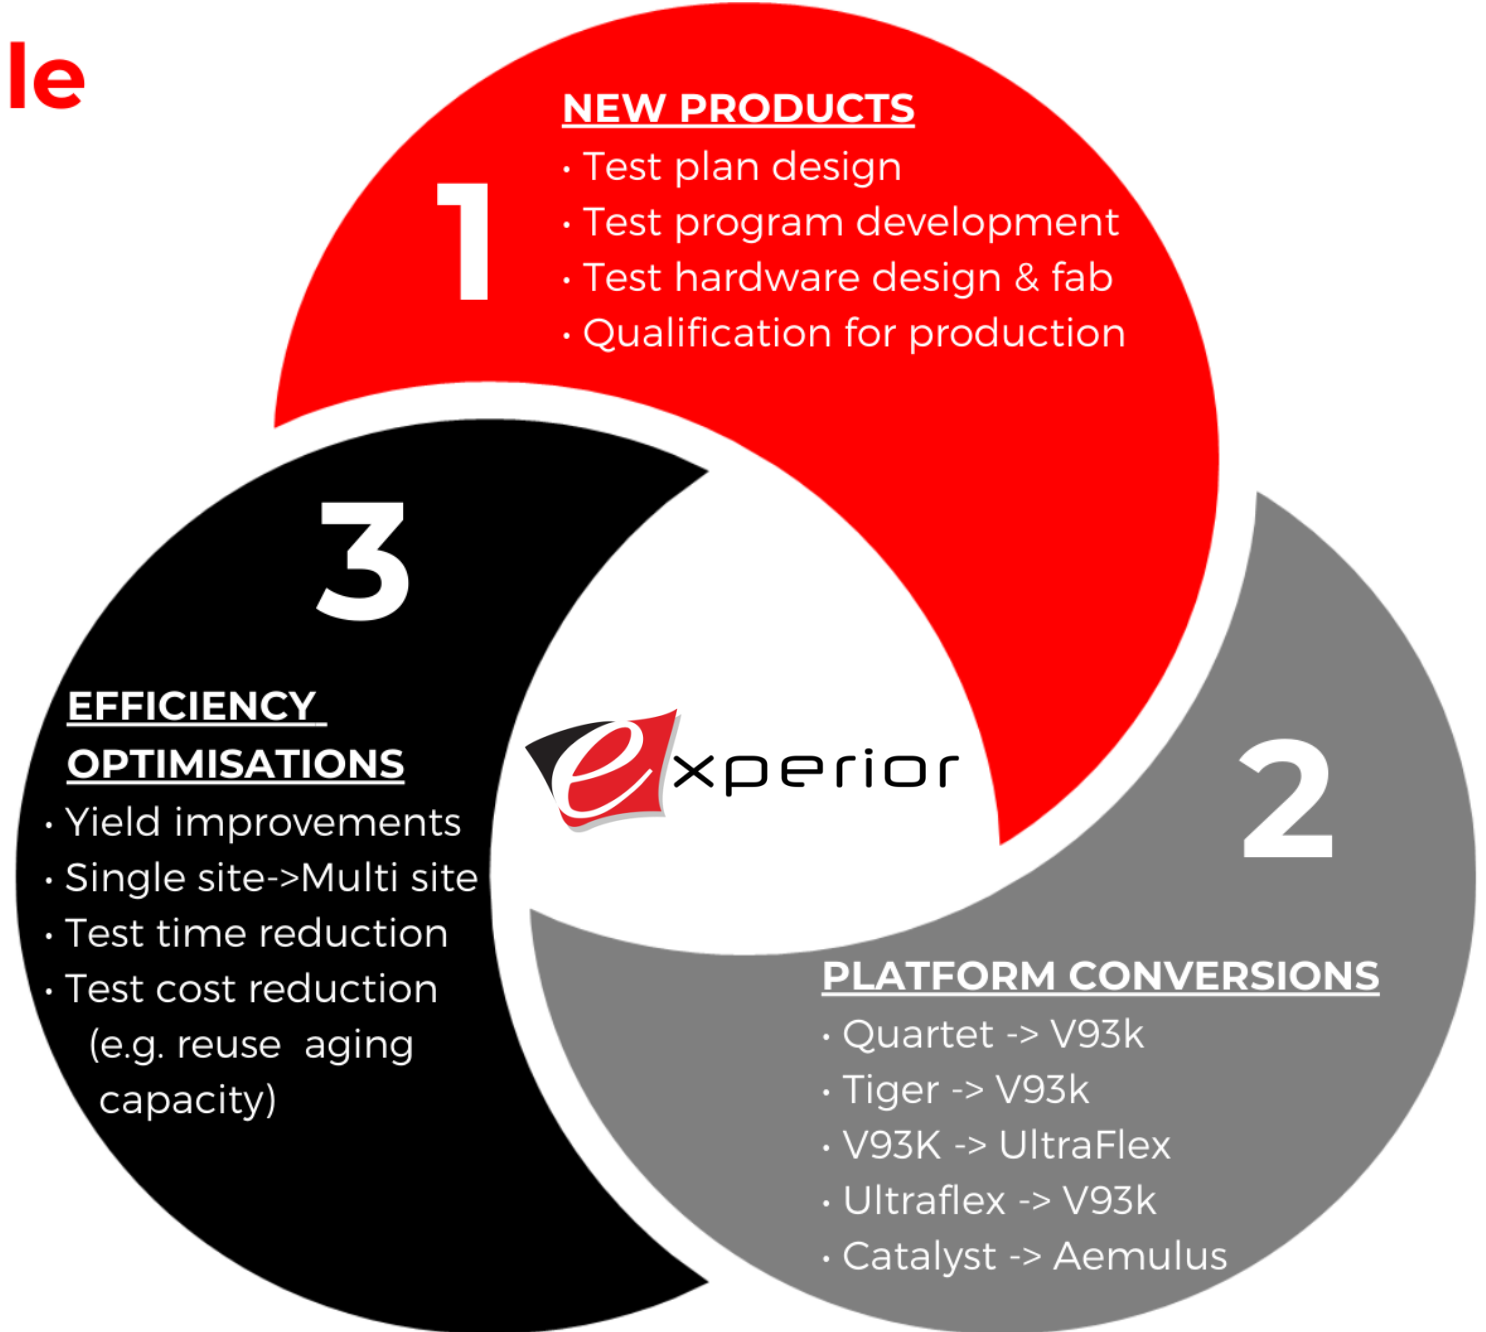 le
1
NEW PRODUCTS
· Test plan design
· Test program development
· Test hardware design & fab
· Qualification for production
2
PLATFORM CONVERSIONS
· Quartet -> V93k
· Tiger -> V93k
· V93K -> UltraFlex
· Ultraflex -> V93k
· Catalyst -> Aemulus
3
EFFICIENCY
OPTIMISATIONS
· Yield improvements
· Single site->Multi site
· Test time reduction
· Test cost reduction
(e.g. reuse  aging
capacity)
experior